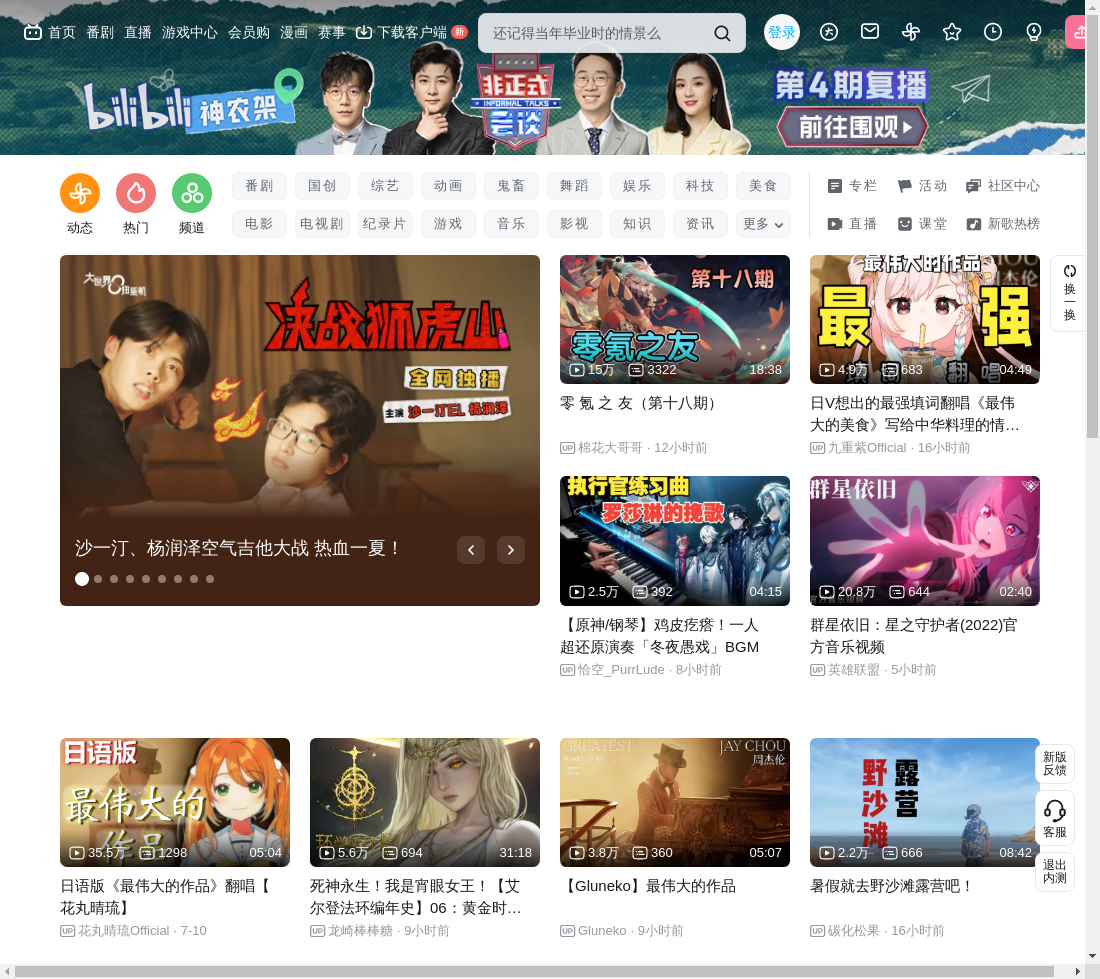 首页 番剧 直播 游戏中心 会员购 漫画 赛事 下载客户端 新 还记得当年毕业时的情景么 登录 大
bilibili 神农架 非正式会谈 INFORMAL TALKS 第4期复播 前往围观
番剧 国创 综艺 动画 鬼畜 舞蹈 娱乐 科技 美食 专栏 活动 社区中心
动态 热门 频道 电影 电视剧 纪录片 游戏 音乐 影视 知识 资讯 更多 直播 课堂 新歌热榜
大世界扭蛋机
决战狮虎山
全网独播
主演 沙一汀EL 杨润泽
沙一汀、杨润泽空气吉他大战 热血一夏！
第十八期
零氪之友
15万 3322 18:38
零 氪 之 友（第十八期）
UP 棉花大哥哥 · 12小时前
最伟大的作品
周杰伦
最强
填词翻唱
4.9万 683 04:49
日V想出的最强填词翻唱《最伟
大的美食》写给中华料理的情…
UP 九重紫Official · 16小时前
换一换
执行官练习曲
罗莎琳的挽歌
2.5万 392 04:15
【原神/钢琴】鸡皮疙瘩！一人
超还原演奏「冬夜愚戏」BGM
UP 恰空_PurrLude · 8小时前
群星依旧
官方音乐视频
20.8万 644 02:40
群星依旧：星之守护者(2022)官
方音乐视频
UP 英雄联盟 · 5小时前
日语版
最伟大的
作品
35.5万 1298 05:04
日语版《最伟大的作品》翻唱【
花丸晴琉】
UP 花丸晴琉Official · 7-10
5.6万 694 31:18
死神永生！我是宵眼女王！【艾
尔登法环编年史】06：黄金时…
UP 龙崎棒棒糖 · 9小时前
GREATEST
WORKS OF ART
JAY CHOU
周杰伦
3.8万 360 05:07
【Gluneko】最伟大的作品
UP Gluneko · 9小时前
露营
野沙滩
2.2万 666 08:42
暑假就去野沙滩露营吧！
UP 碳化松果 · 16小时前
新版
反馈
客服
退出
内测